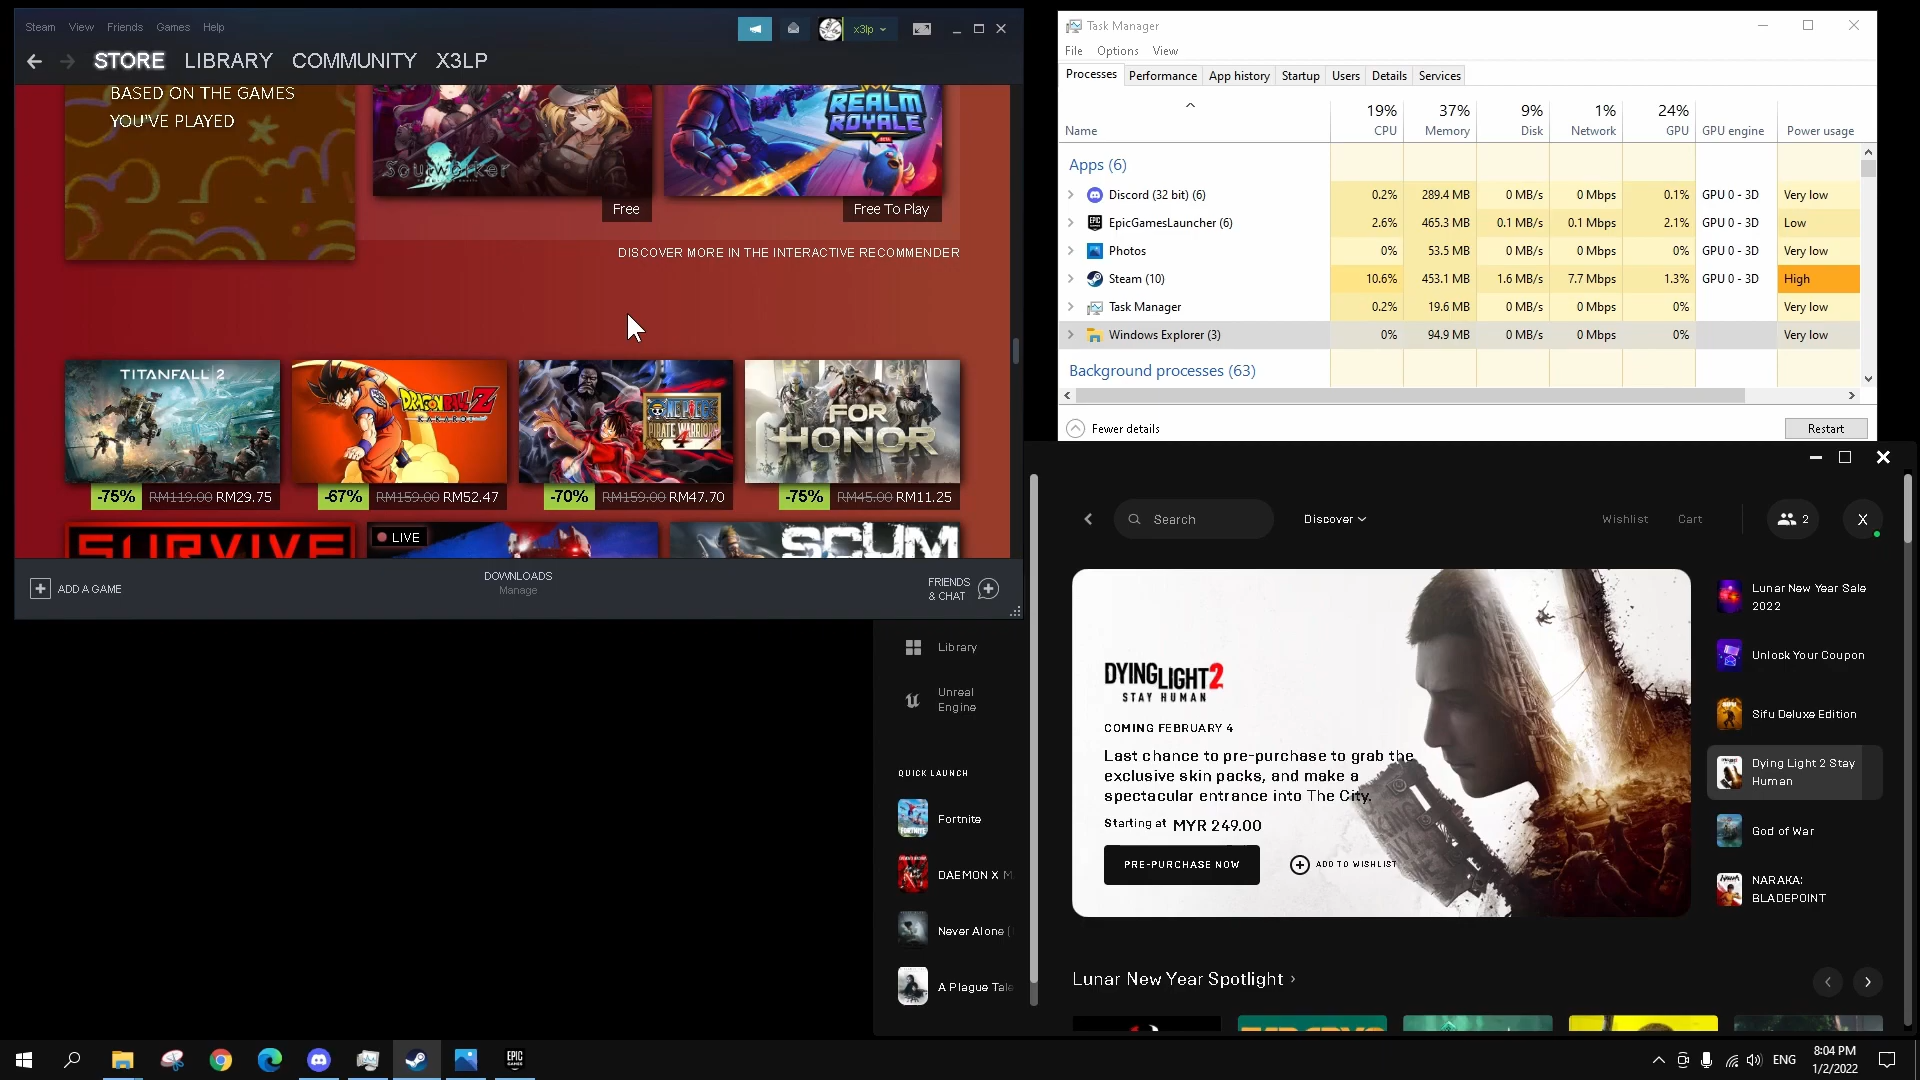 Steam View Friends Games Help
x3lp
STORE LIBRARY COMMUNITY X3LP
BASED ON THE GAMES
YOU'VE PLAYED
SoulWorker
REALM
ROYALE
Free
Free To Play
DISCOVER MORE IN THE INTERACTIVE RECOMMENDER
TITANFALL 2
DRAGON BALL Z
KAKAROT
ONE PIECE
PIRATE WARRIORS
4
FOR
HONOR
-75% RM119.00 RM29.75
-67% RM159.00 RM52.47
-70% RM159.00 RM47.70
-75% RM45.00 RM11.25
SURVIVE
LIVE
SCUM
ADD A GAME
DOWNLOADS
Manage
FRIENDS
& CHAT
Task Manager
File Options View
Processes Performance App history Startup Users Details Services
19% 37% 9% 1% 24%
Name CPU Memory Disk Network GPU GPU engine Power usage
Apps (6)
Discord (32 bit) (6) 0.2% 289.4 MB 0 MB/s 0 Mbps 0.1% GPU 0 - 3D Very low
EpicGamesLauncher (6) 2.6% 465.3 MB 0.1 MB/s 0.1 Mbps 2.1% GPU 0 - 3D Low
Photos 0% 53.5 MB 0 MB/s 0 Mbps 0% GPU 0 - 3D Very low
Steam (10) 10.6% 453.1 MB 1.6 MB/s 7.7 Mbps 1.3% GPU 0 - 3D High
Task Manager 0.2% 19.6 MB 0 MB/s 0 Mbps 0% Very low
Windows Explorer (3) 0% 94.9 MB 0 MB/s 0 Mbps 0% Very low
Background processes (63)
Fewer details
Restart
Search
Discover
Wishlist
Cart
2
X
Library
Unreal
Engine
QUICK LAUNCH
FORTNITE
Fortnite
DAEMON X M
Never Alone (
A Plague Tale
DYING LIGHT 2
STAY HUMAN
COMING FEBRUARY 4
Last chance to pre-purchase to grab the
exclusive skin packs, and make a
spectacular entrance into The City.
Starting at MYR 249.00
PRE-PURCHASE NOW
ADD TO WISHLIST
Lunar New Year Sale
2022
Unlock Your Coupon
Sifu Deluxe Edition
Dying Light 2 Stay
Human
God of War
NARAKA:
BLADEPOINT
Lunar New Year Spotlight
EPIC
GAMES
ENG
8:04 PM
1/2/2022